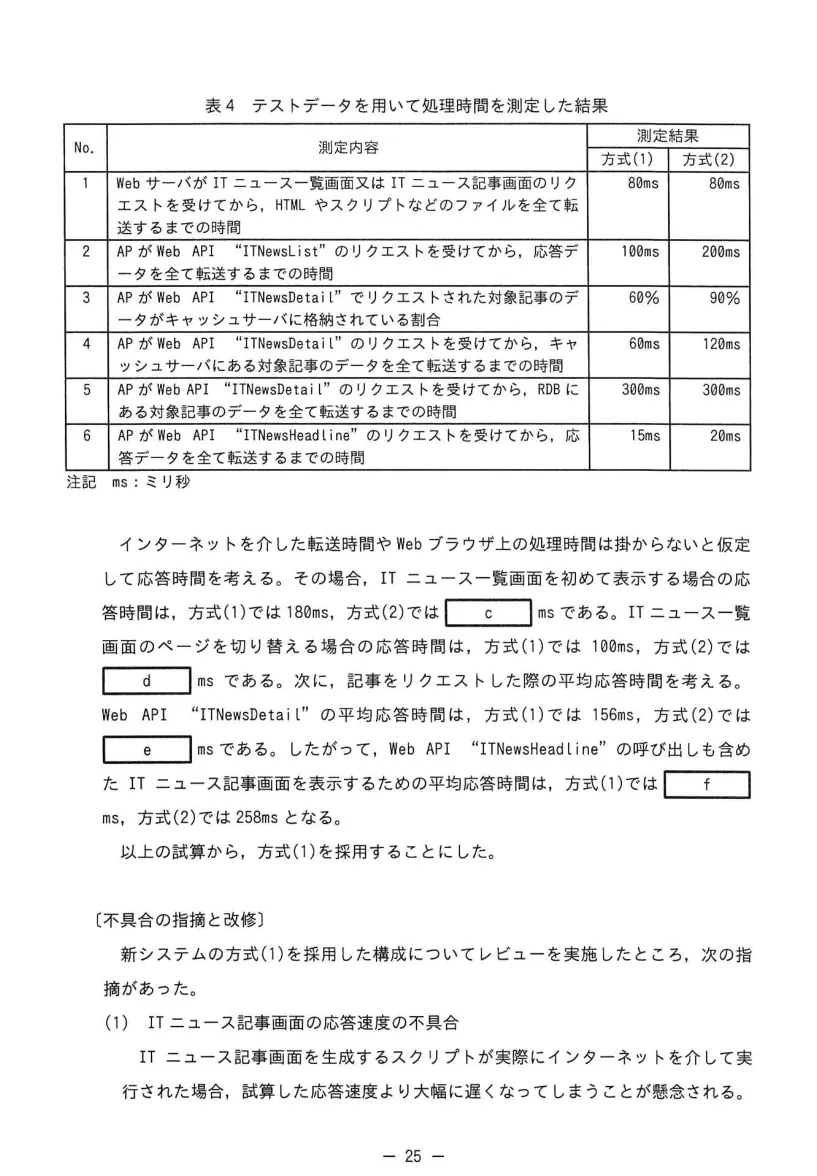 表4 テストデータを用いて処理時間を測定した結果
No.
測定内容
測定結果
方式(1)
方式(2)
1
Web サーバが IT ニュース一覧画面又は IT ニュース記事画面のリク
エストを受けてから，HTML やスクリプトなどのファイルを全て転
送するまでの時間
80ms
80ms
2
AP が Web API “ITNewsList” のリクエストを受けてから，応答デ
ータを全て転送するまでの時間
100ms
200ms
3
AP が Web API “ITNewsDetail” でリクエストされた対象記事のデ
ータがキャッシュサーバに格納されている割合
60%
90%
4
AP が Web API “ITNewsDetail” のリクエストを受けてから，キャ
ッシュサーバにある対象記事のデータを全て転送するまでの時間
60ms
120ms
5
AP が Web API “ITNewsDetail” のリクエストを受けてから，RDB に
ある対象記事のデータを全て転送するまでの時間
300ms
300ms
6
AP が Web API “ITNewsHeadline” のリクエストを受けてから，応
答データを全て転送するまでの時間
15ms
20ms
注記 ms：ミリ秒
インターネットを介した転送時間や Web ブラウザ上の処理時間は掛からないと仮定
して応答時間を考える。その場合，IT ニュース一覧画面を初めて表示する場合の応
答時間は，方式(1)では 180ms，方式(2)では c ms である。IT ニュース一覧
画面のページを切り替える場合の応答時間は，方式(1)では 100ms，方式(2)では
d ms である。次に，記事をリクエストした際の平均応答時間を考える。
Web API “ITNewsDetail” の平均応答時間は，方式(1)では 156ms，方式(2)では
e ms である。したがって，Web API “ITNewsHeadline” の呼び出しも含め
た IT ニュース記事画面を表示するための平均応答時間は，方式(1)では f
ms，方式(2)では 258ms となる。
以上の試算から，方式(1)を採用することにした。
〔不具合の指摘と改修〕
新システムの方式(1)を採用した構成についてレビューを実施したところ，次の指
摘があった。
(1) IT ニュース記事画面の応答速度の不具合
IT ニュース記事画面を生成するスクリプトが実際にインターネットを介して実
行された場合，試算した応答速度より大幅に遅くなってしまうことが懸念される。
－ 25 －